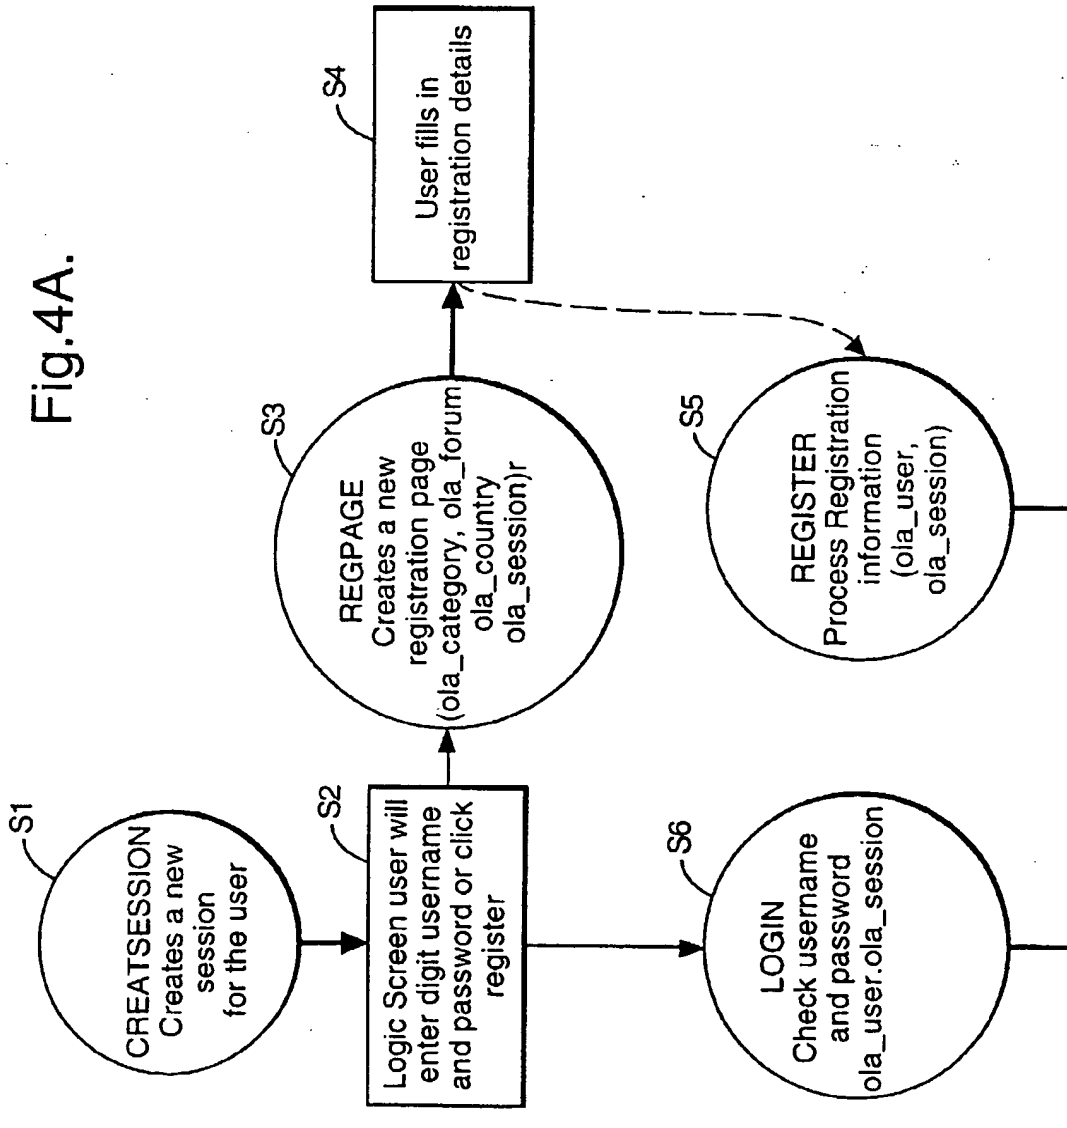 Fig.4A.
S1
CREATSESSION
Creates a new
session
for the user
S2
Logic Screen user will
enter digit username
and password or click
register
S3
REGPAGE
Creates a new
registration page
(ola_category, ola_forum
ola_country
ola_session)r
S4
User fills in
registration details
S5
REGISTER
Process Registration
information
(ola_user,
ola_session)
S6
LOGIN
Check username
and password
ola_user.ola_session